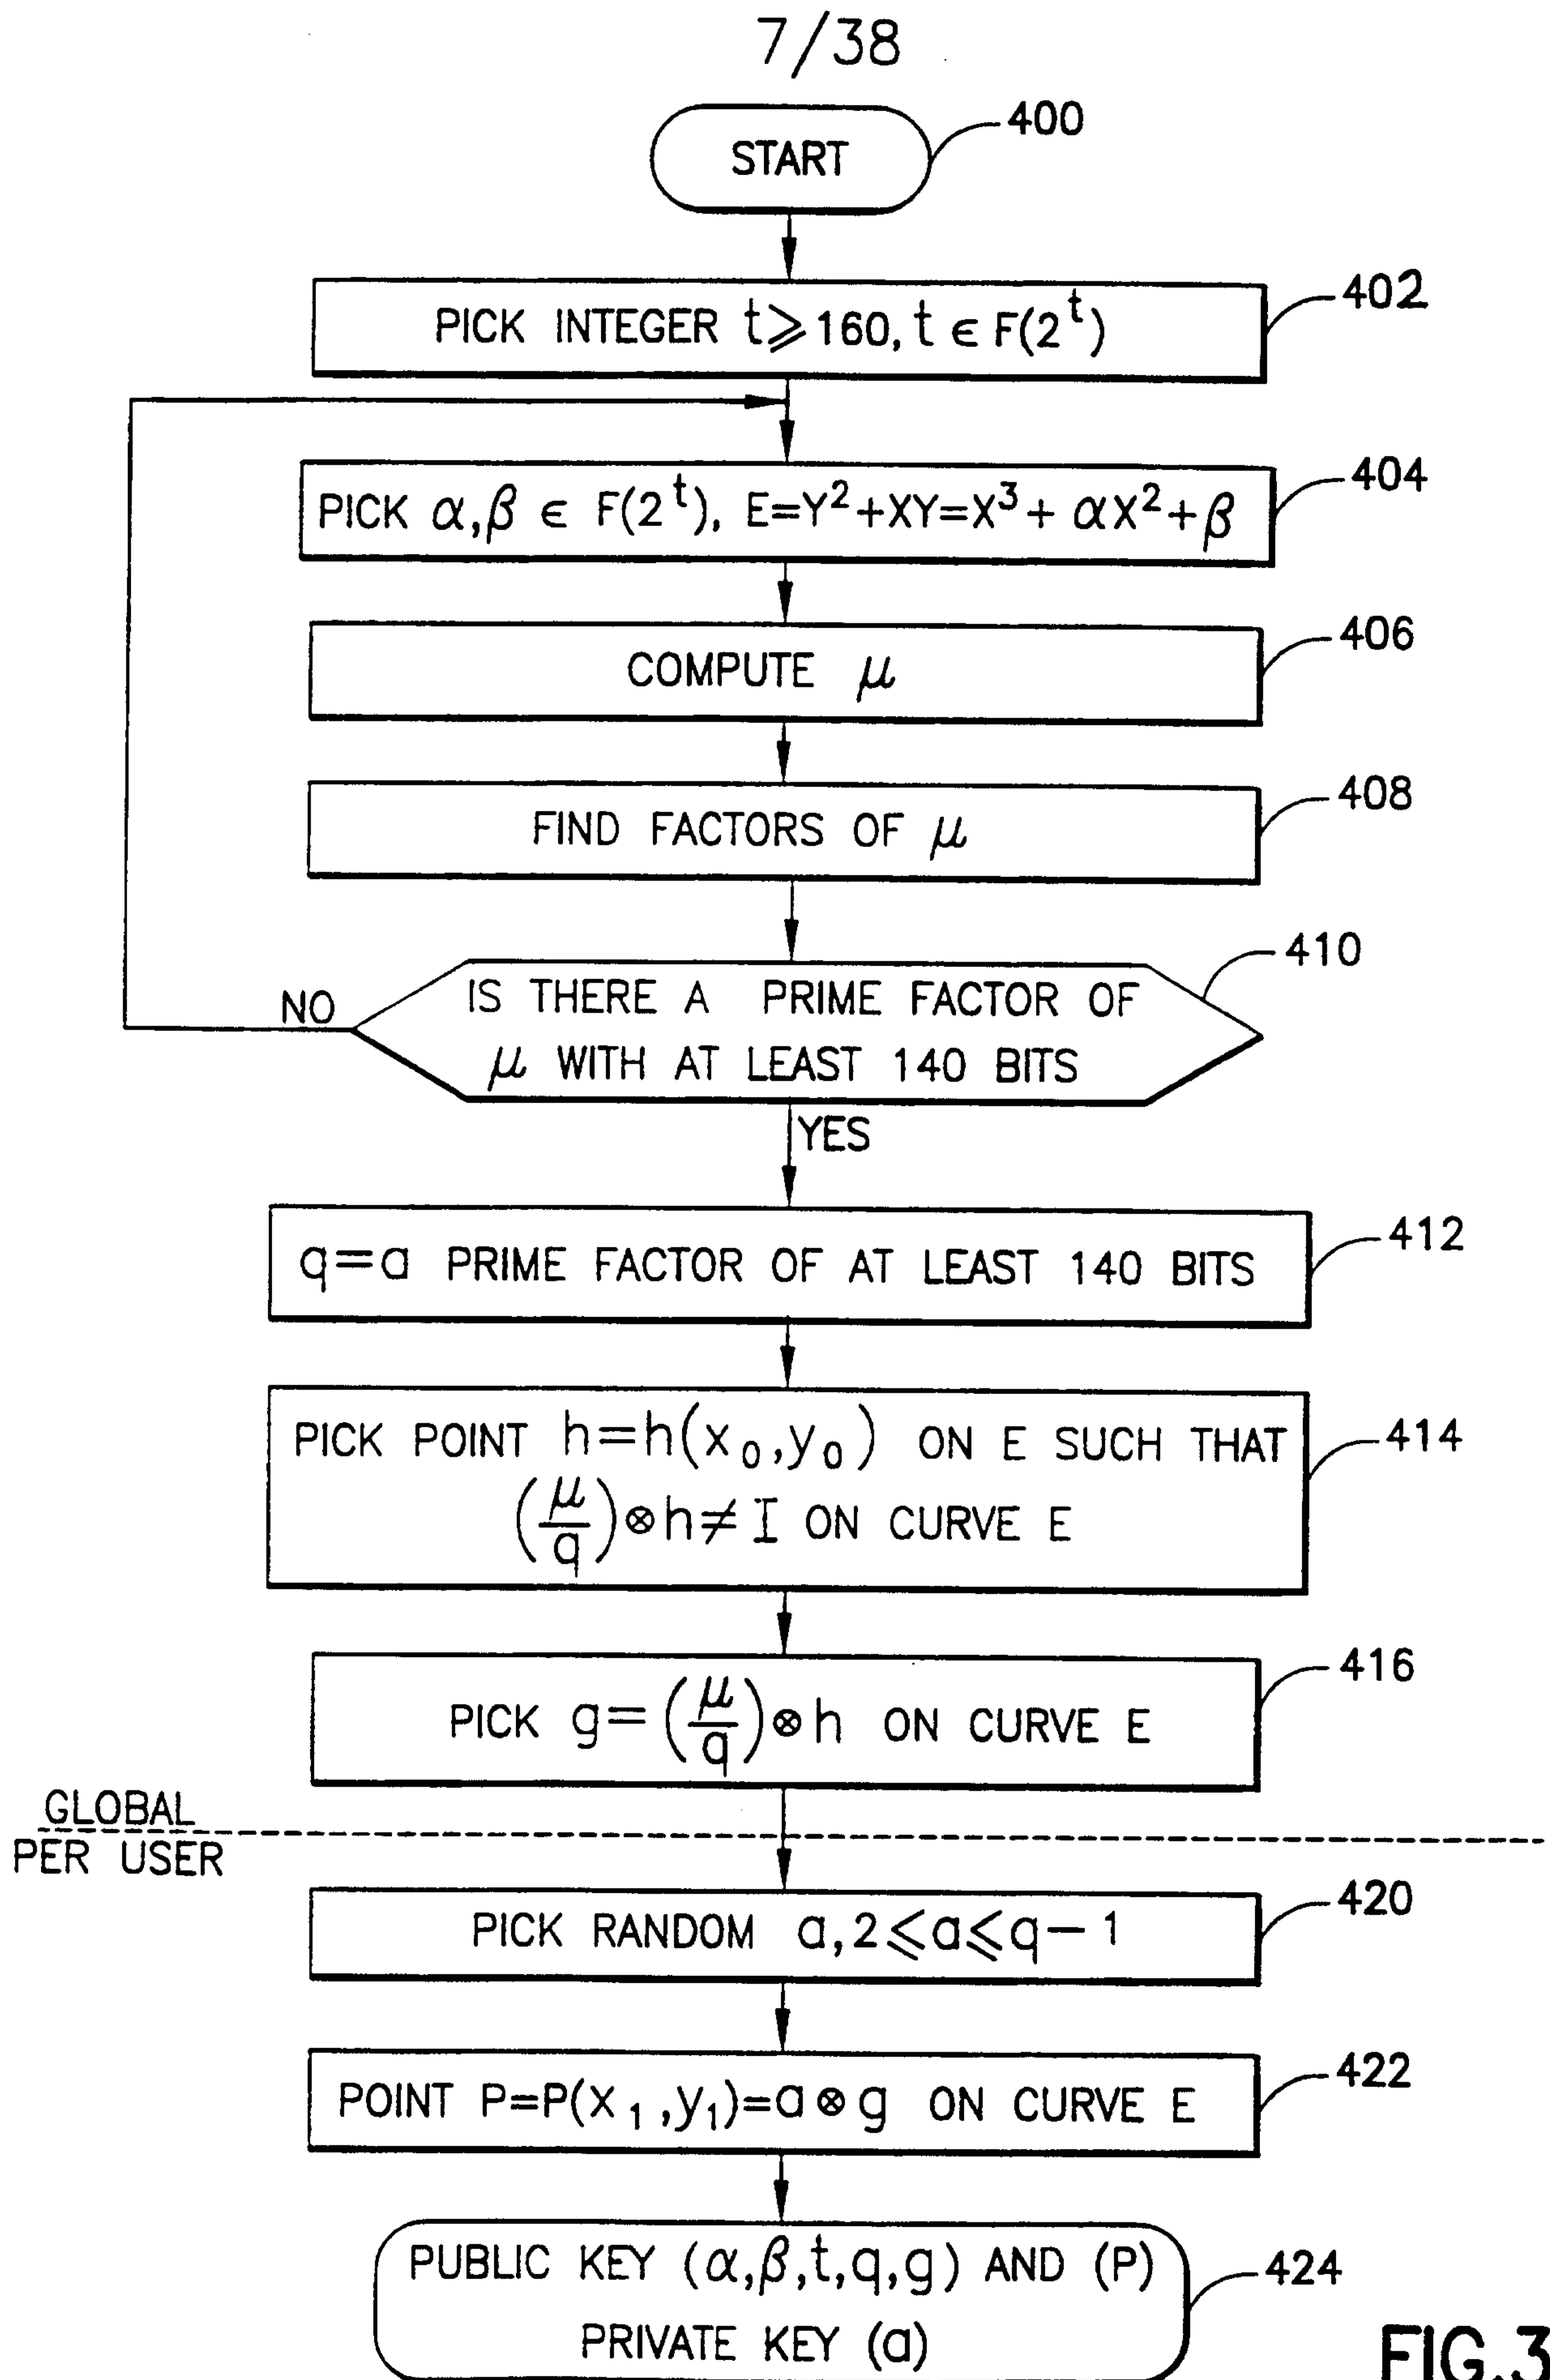 7/38
START
400
PICK INTEGER t⩾160, t ϵ F(2^t)
402
PICK α,β ϵ F(2^t), E=Y²+XY=X³+αX²+β
404
COMPUTE μ
406
FIND FACTORS OF μ
408
IS THERE A PRIME FACTOR OF
μ WITH AT LEAST 140 BITS
410
NO
YES
q=a PRIME FACTOR OF AT LEAST 140 BITS
412
PICK POINT h=h(x₀,y₀) ON E SUCH THAT
(μ/q)⊗h≠I ON CURVE E
414
PICK g=(μ/q)⊗h ON CURVE E
416
GLOBAL
PER USER
PICK RANDOM a,2⩽a⩽q−1
420
POINT P=P(x₁,y₁)=a⊗g ON CURVE E
422
PUBLIC KEY (α,β,t,q,g) AND (P)
PRIVATE KEY (a)
424
FIG.3